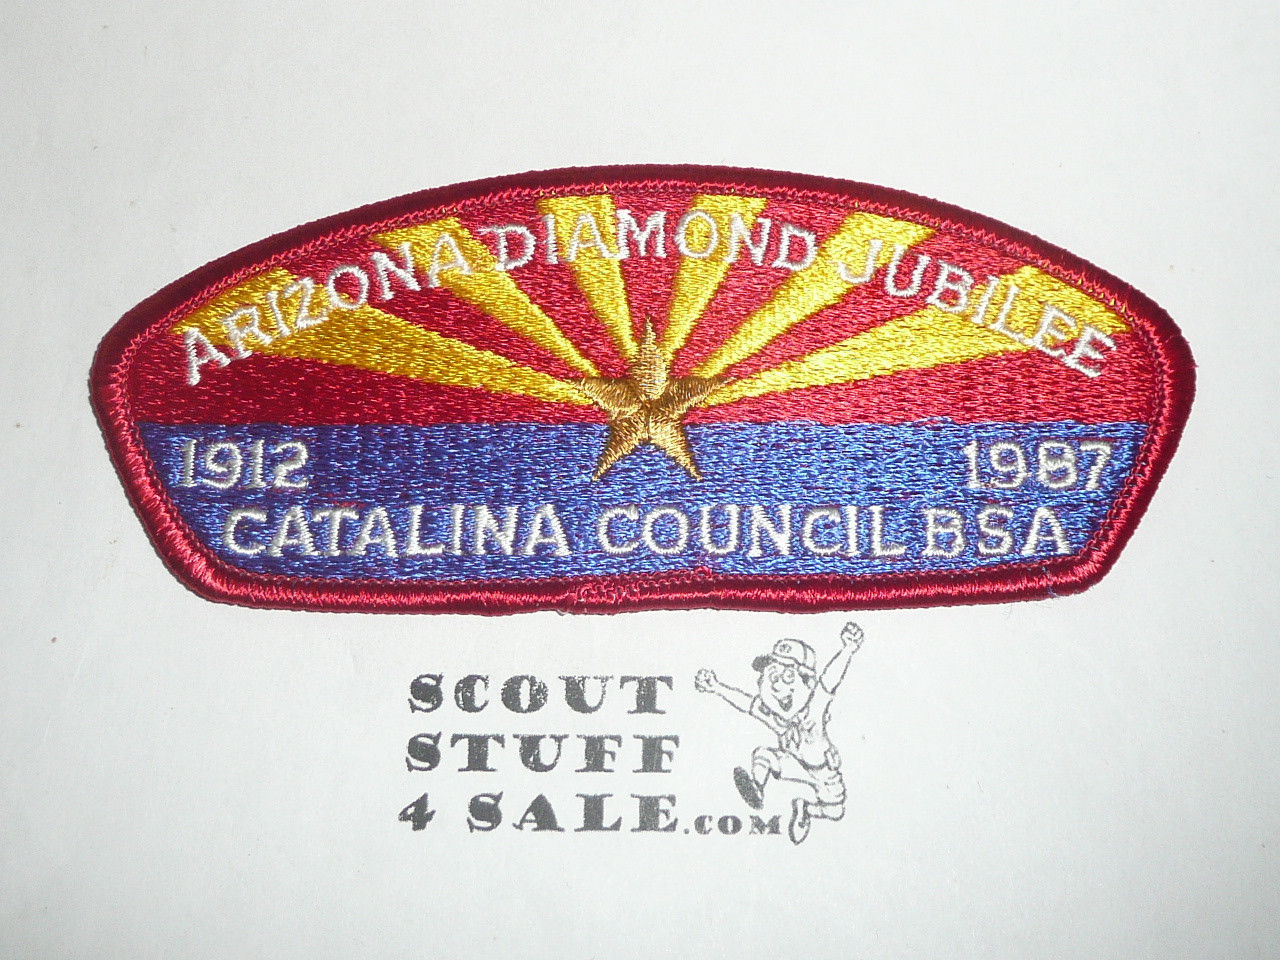 ARIZONA DIAMOND JUBILEE
1912 1987
CATALINA COUNCIL BSA
SCOUT
STUFF
4 SALE.COM